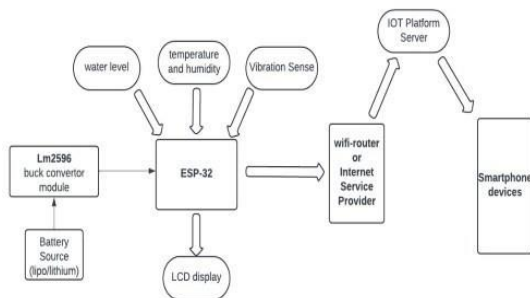 IOT Platform
Server
water level
temperature
and humidity
Vibration Sense
Lm2596
buck convertor
module
ESP-32
wifi-router
or
Internet
Service
Provider
Smartphone
devices
Battery
Source
(lipo/lithium)
LCD display